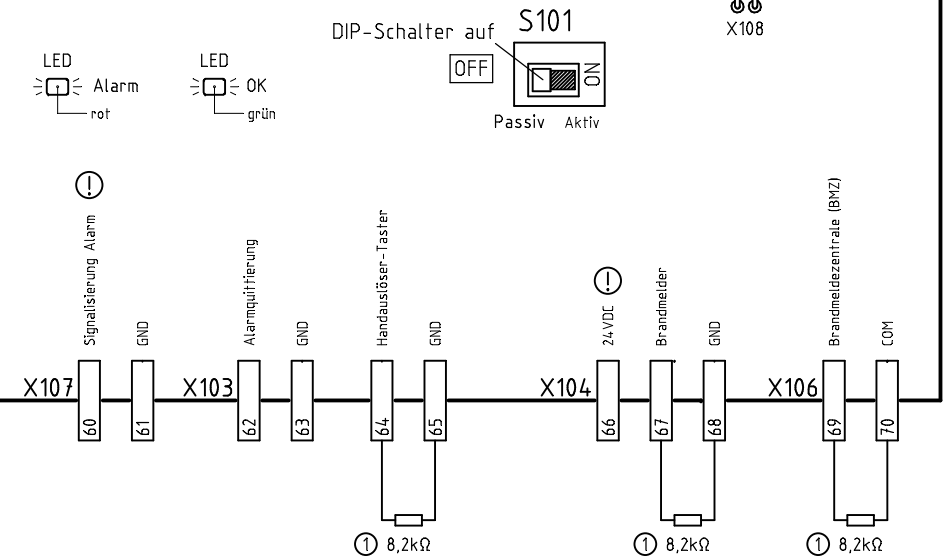 S101
X108
DIP-Schalter auf
OFF
ON
Passiv
Aktiv
LED
Alarm
rot
LED
OK
grün
!
Signalisierung Alarm
GND
Alarmquittierung
GND
Handauslöser-Taster
GND
!
24VDC
Brandmelder
GND
Brandmeldezentrale (BMZ)
COM
X107
60
61
X103
62
63
64
65
X104
66
67
68
X106
69
70
1 8,2kΩ
1 8,2kΩ
1 8,2kΩ